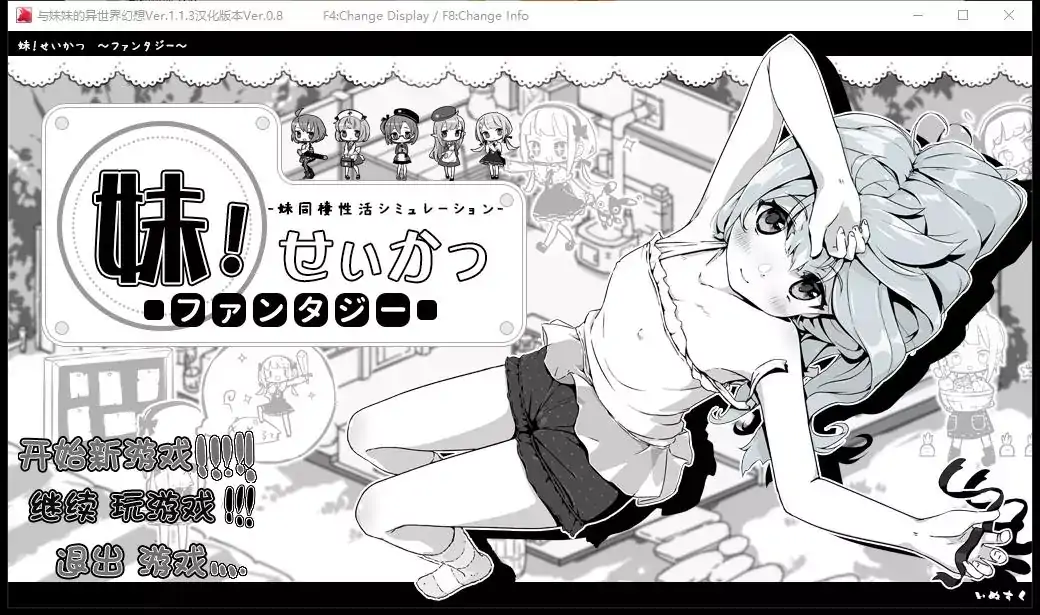 与妹妹的异世界幻想Ver.1.1.3汉化版本Ver.0.8 F4:Change Display / F8:Change Info
妹!せいかつ ～ファンタジー～
妹!
-妹同棲性活シミュレーション-
せいかつ
ファンタジー
开始新游戏!!!!!
继续 玩游戏 !!!
退出 游戏....
いぬすく